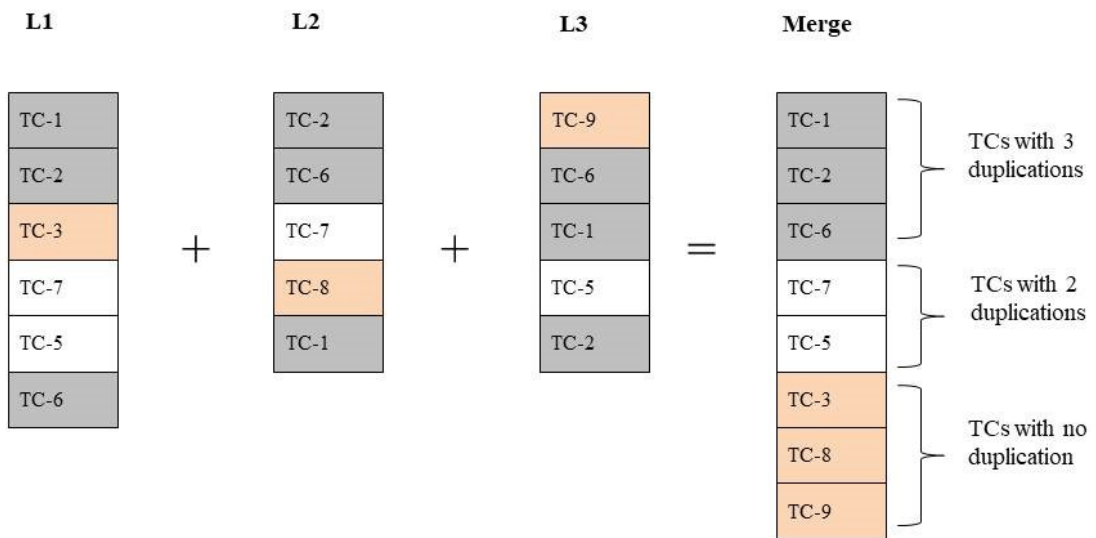 L1
L2
L3
Merge
TC-1
TC-2
TC-3
TC-7
TC-5
TC-6
+
TC-2
TC-6
TC-7
TC-8
TC-1
+
TC-9
TC-6
TC-1
TC-5
TC-2
=
TC-1
TC-2
TC-6
TC-7
TC-5
TC-3
TC-8
TC-9
TCs with 3
duplications
TCs with 2
duplications
TCs with no
duplication